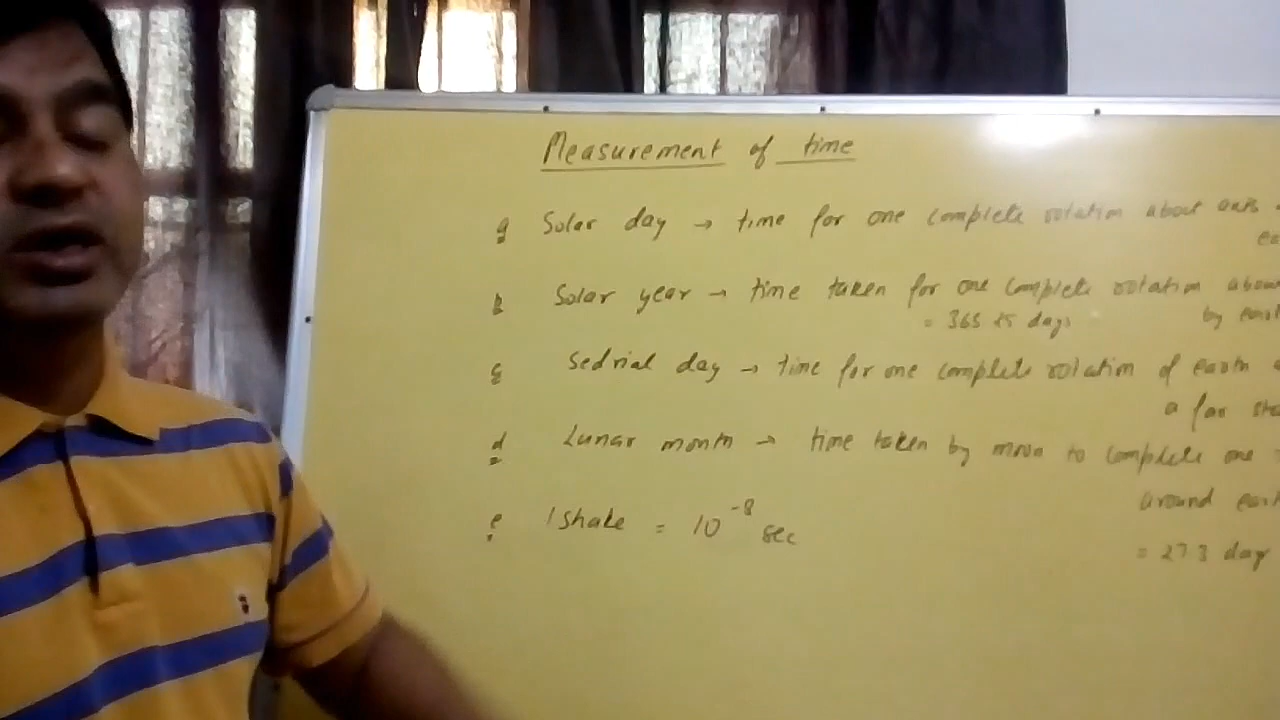 Measurement of time
a Solar day → time for one complete rotation about axis
b Solar year → time taken for one complete rotation
= 365.25 days by
c Sedrial day → time for one complete rotation of earth
a far
d Lunar month → time taken by moon to complete one
around
e 1 shake = 10⁻⁸ sec
= 27.3 day